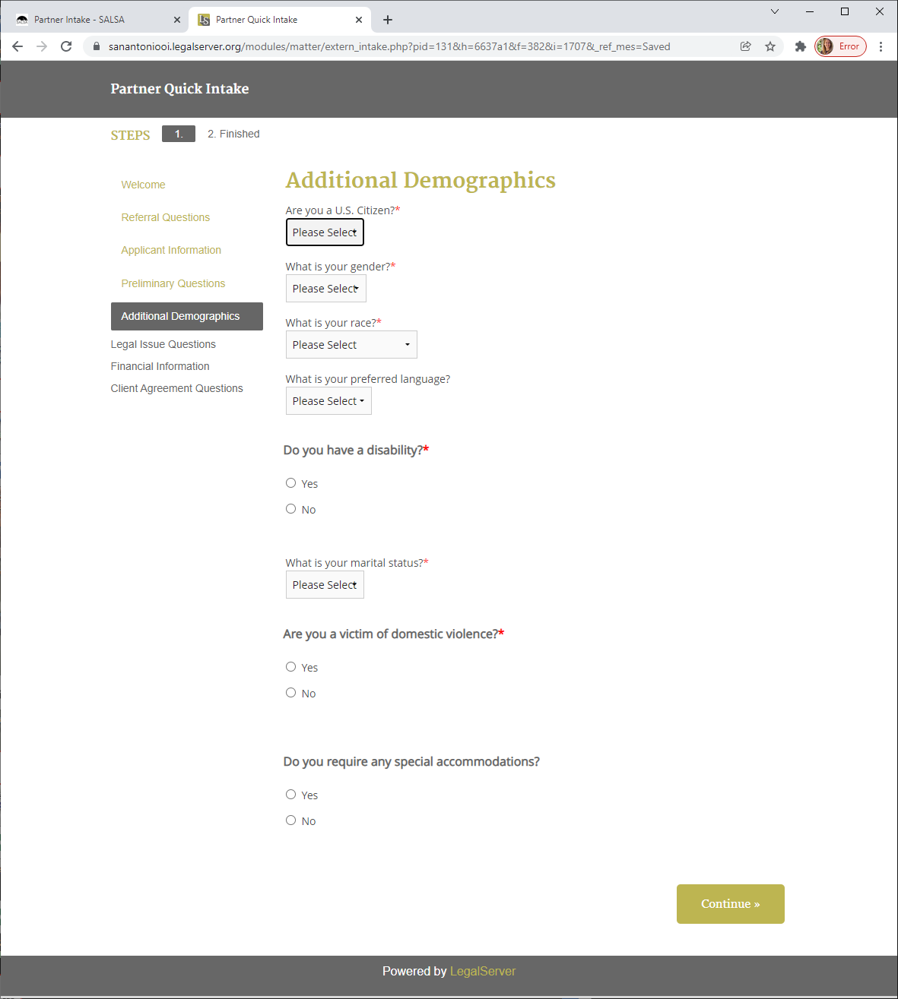 Partner Intake - SALSA
Partner Quick Intake
sanantoniooi.legalserver.org/modules/matter/extern_intake.php?pid=131&h=6637a1&f=382&i=1707&_ref_mes=Saved
Error
Partner Quick Intake
STEPS 1. 2. Finished
Welcome
Referral Questions
Applicant Information
Preliminary Questions
Additional Demographics
Legal Issue Questions
Financial Information
Client Agreement Questions
Additional Demographics
Are you a U.S. Citizen?*
Please Select
What is your gender?*
Please Select
What is your race?*
Please Select
What is your preferred language?
Please Select
Do you have a disability?*
Yes
No
What is your marital status?*
Please Select
Are you a victim of domestic violence?*
Yes
No
Do you require any special accommodations?
Yes
No
Continue »
Powered by LegalServer